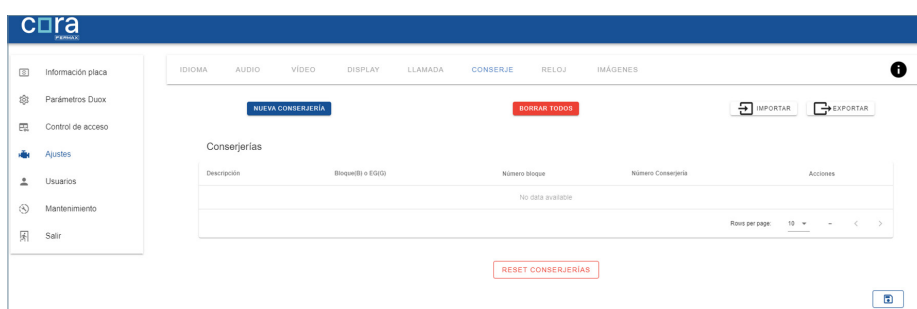 cora
FERMAX
Información placa
Parámetros Duox
Control de acceso
Ajustes
Usuarios
Mantenimiento
Salir
IDIOMA AUDIO VÍDEO DISPLAY LLAMADA CONSERJE RELOJ IMÁGENES
NUEVA CONSERJERÍA BORRAR TODOS IMPORTAR EXPORTAR
Conserjerías
Descripción Bloque(B) o EG(G) Número bloque Número Conserjería Acciones
No data available
Rows per page: 10 –
RESET CONSERJERÍAS